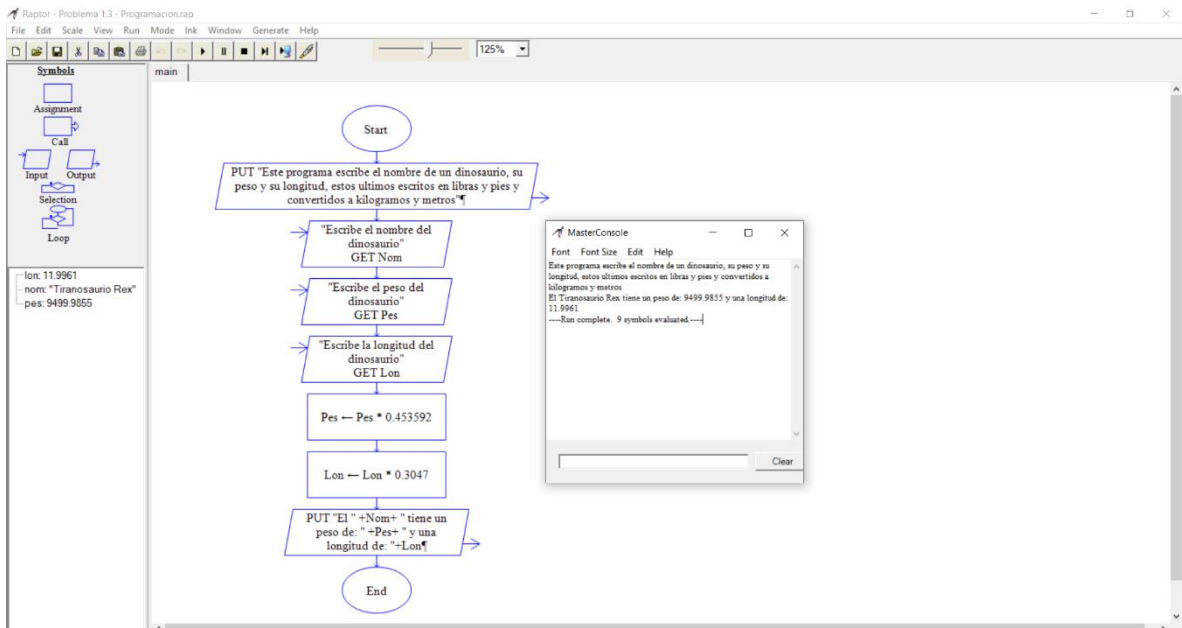 Raptor - Problema 1.3 - Programacion.rap
File Edit Scale View Run Mode Ink Window Generate Help
125%
Symbols
Assignment
Call
Input Output
Selection
Loop
lon: 11.9961
nom: "Tiranosaurio Rex"
pes: 9499.9855
main
Start
PUT "Este programa escribe el nombre de un dinosaurio, su
peso y su longitud, estos ultimos escritos en libras y pies y
convertidos a kilogramos y metros"¶
"Escribe el nombre del
dinosaurio"
GET Nom
"Escribe el peso del
dinosaurio"
GET Pes
"Escribe la longitud del
dinosaurio"
GET Lon
Pes ← Pes * 0.453592
Lon ← Lon * 0.3047
PUT "El " +Nom+ " tiene un
peso de: " +Pes+ " y una
longitud de: "+Lon¶
End
MasterConsole
Font Font Size Edit Help
Este programa escribe el nombre de un dinosaurio, su peso y su
longitud, estos ultimos escritos en libras y pies y convertidos a
kilogramos y metros
El Tiranosaurio Rex tiene un peso de: 9499.9855 y una longitud de:
11.9961
----Run complete. 9 symbols evaluated.----
Clear